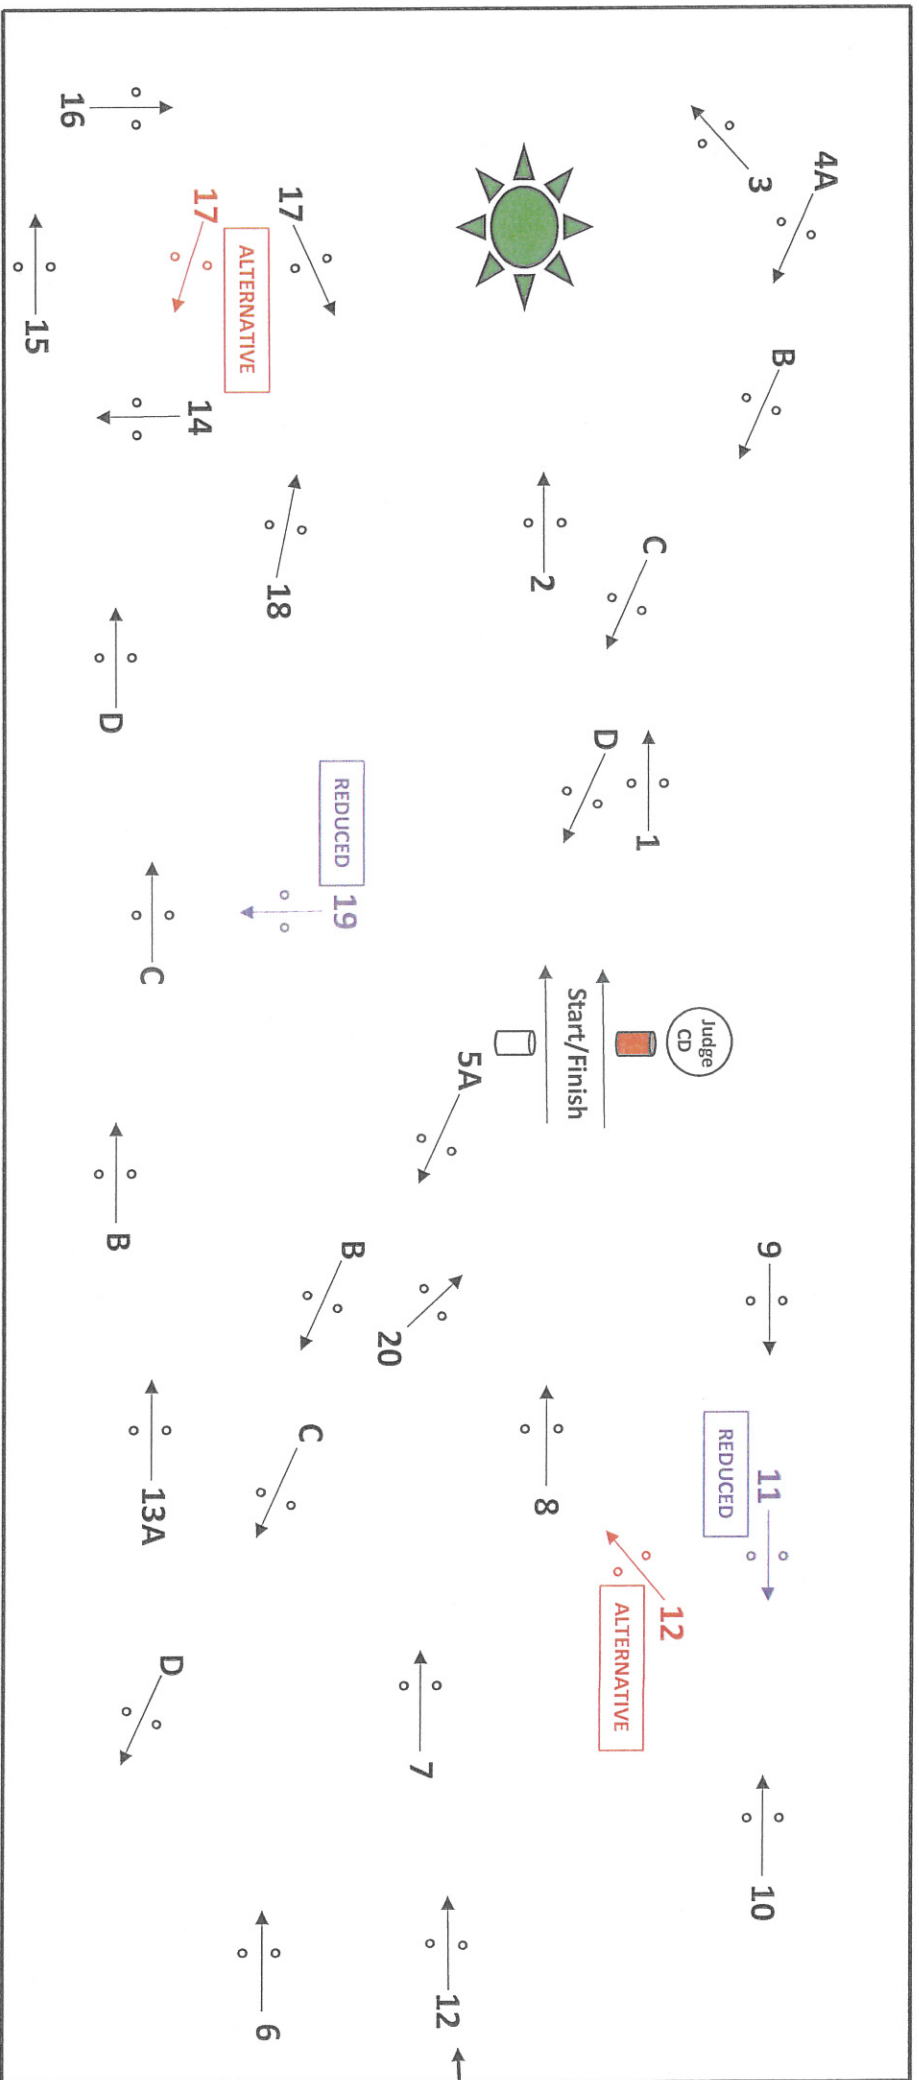 16
15
17
ALTERNATIVE
17
14
18
D
REDUCED
19
C
B
13A
3
4A
B
2
C
D
1
Judge
CD
Start/Finish
5A
B
20
C
D
9
8
11
REDUCED
12
ALTERNATIVE
7
10
12
6